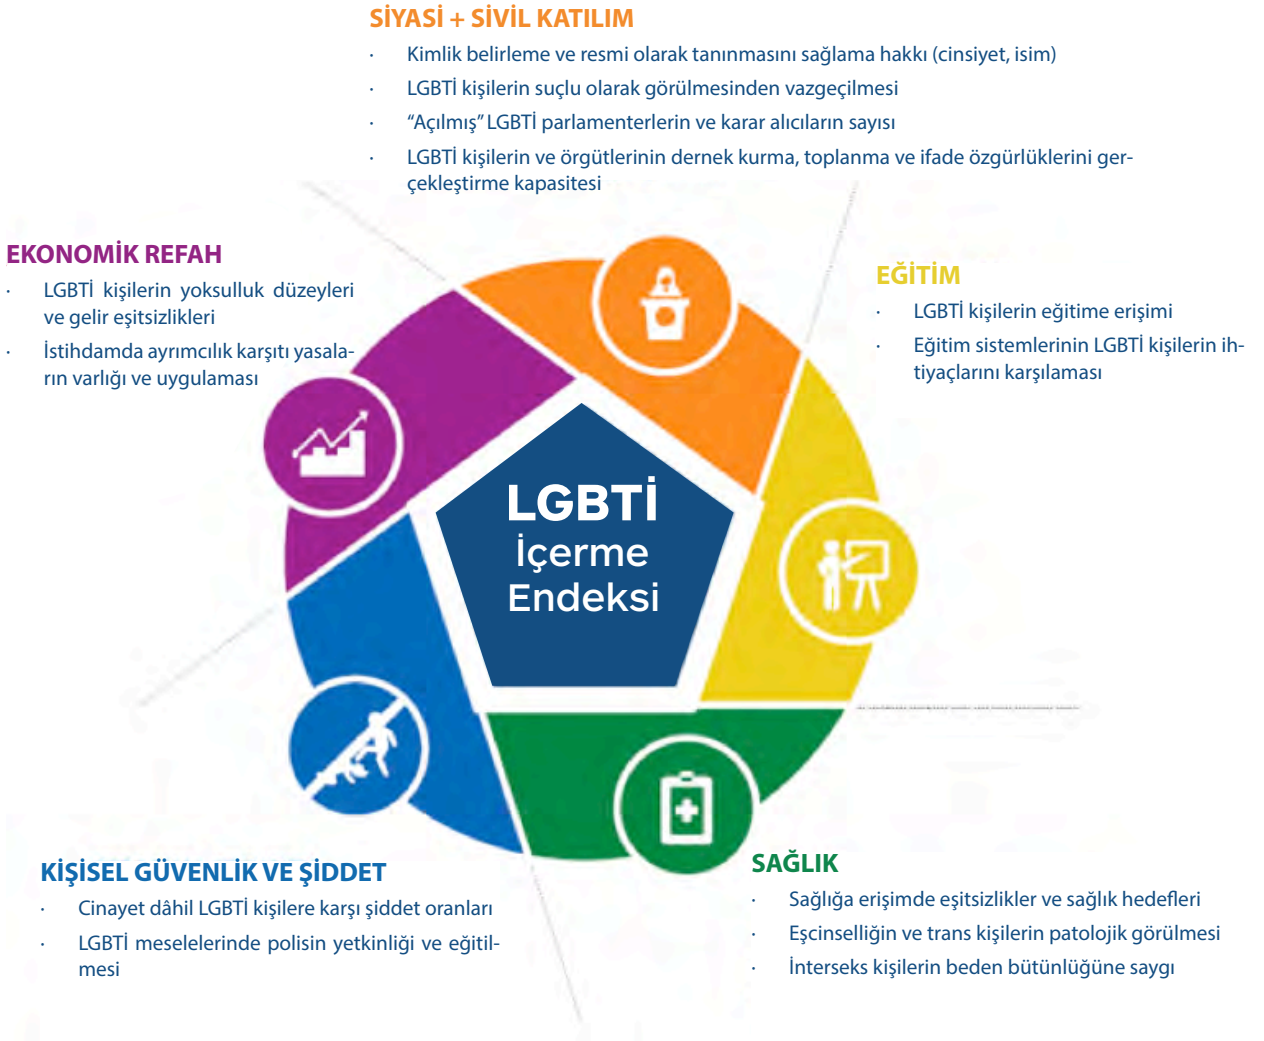 SİYASİ + SİVİL KATILIM
· Kimlik belirleme ve resmi olarak tanınmasını sağlama hakkı (cinsiyet, isim)
· LGBTİ kişilerin suçlu olarak görülmesinden vazgeçilmesi
· “Açılmış” LGBTİ parlamenterlerin ve karar alıcıların sayısı
· LGBTİ kişilerin ve örgütlerinin dernek kurma, toplanma ve ifade özgürlüklerini ger-
çekleştirme kapasitesi
EKONOMİK REFAH
· LGBTİ kişilerin yoksulluk düzeyleri
ve gelir eşitsizlikleri
· İstihdamda ayrımcılık karşıtı yasala-
rın varlığı ve uygulaması
EĞİTİM
· LGBTİ kişilerin eğitime erişimi
· Eğitim sistemlerinin LGBTİ kişilerin ih-
tiyaçlarını karşılaması
LGBTİ
İçerme
Endeksi
KİŞİSEL GÜVENLİK VE ŞİDDET
· Cinayet dâhil LGBTİ kişilere karşı şiddet oranları
· LGBTİ meselelerinde polisin yetkinliği ve eğitil-
mesi
SAĞLIK
· Sağlığa erişimde eşitsizlikler ve sağlık hedefleri
· Eşcinselliğin ve trans kişilerin patolojik görülmesi
· İnterseks kişilerin beden bütünlüğüne saygı